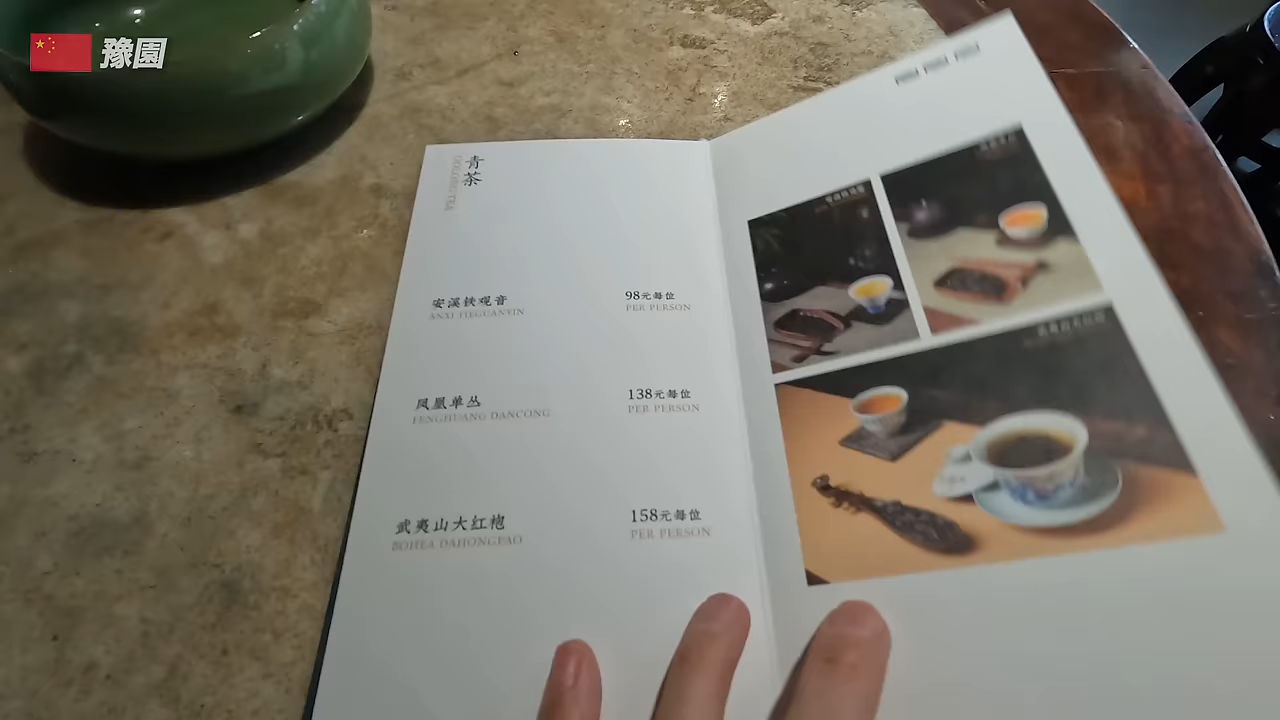 豫園
青茶
安溪铁观音
ANXI TIEGUANYIN
98元每位
PER PERSON
凤凰单丛
FENGHUANG DANCONG
138元每位
PER PERSON
武夷山大红袍
BOHEA DAHONGPAO
158元每位
PER PERSON